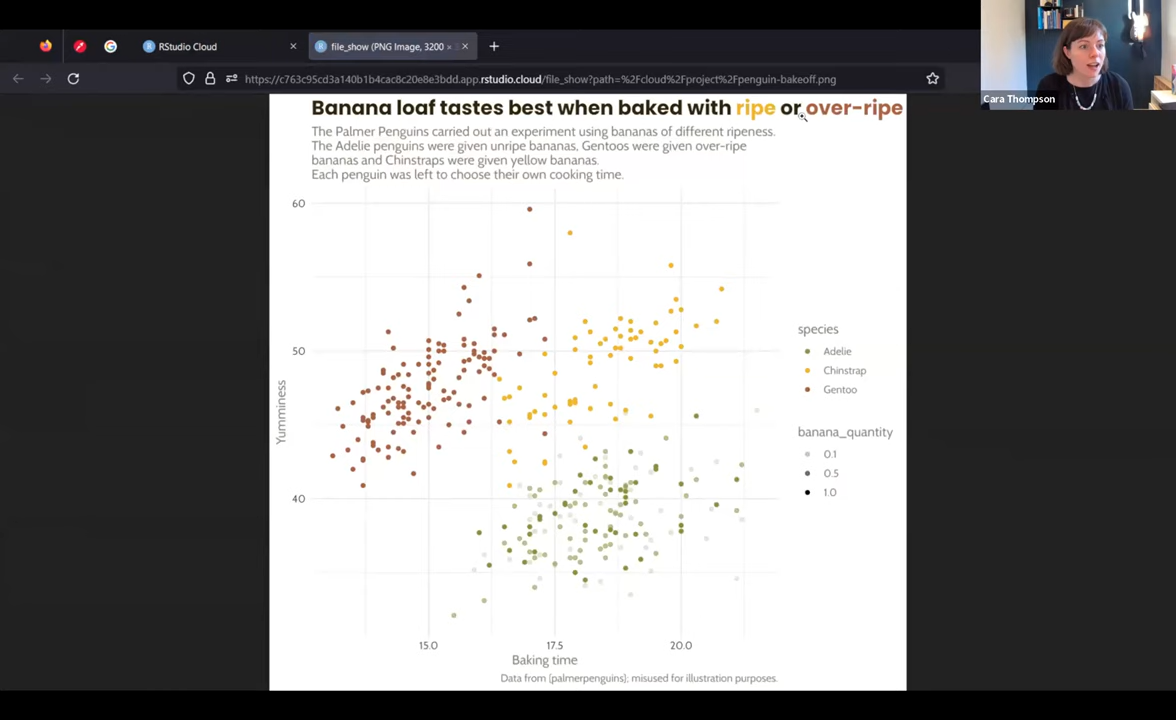 RStudio Cloud
file_show (PNG Image, 3200 ×
https://c763c95cd3a140b1b4cac8c20e8e3bdd.app.rstudio.cloud/file_show?path=%2Fcloud%2Fproject%2Fpenguin-bakeoff.png
Cara Thompson
Banana loaf tastes best when baked with ripe or over-ripe
The Palmer Penguins carried out an experiment using bananas of different ripeness.
The Adelie penguins were given unripe bananas, Gentoos were given over-ripe
bananas and Chinstraps were given yellow bananas.
Each penguin was left to choose their own cooking time.
60
50
40
Yumminess
15.0
17.5
20.0
Baking time
species
Adelie
Chinstrap
Gentoo
banana_quantity
0.1
0.5
1.0
Data from {palmerpenguins}; misused for illustration purposes.